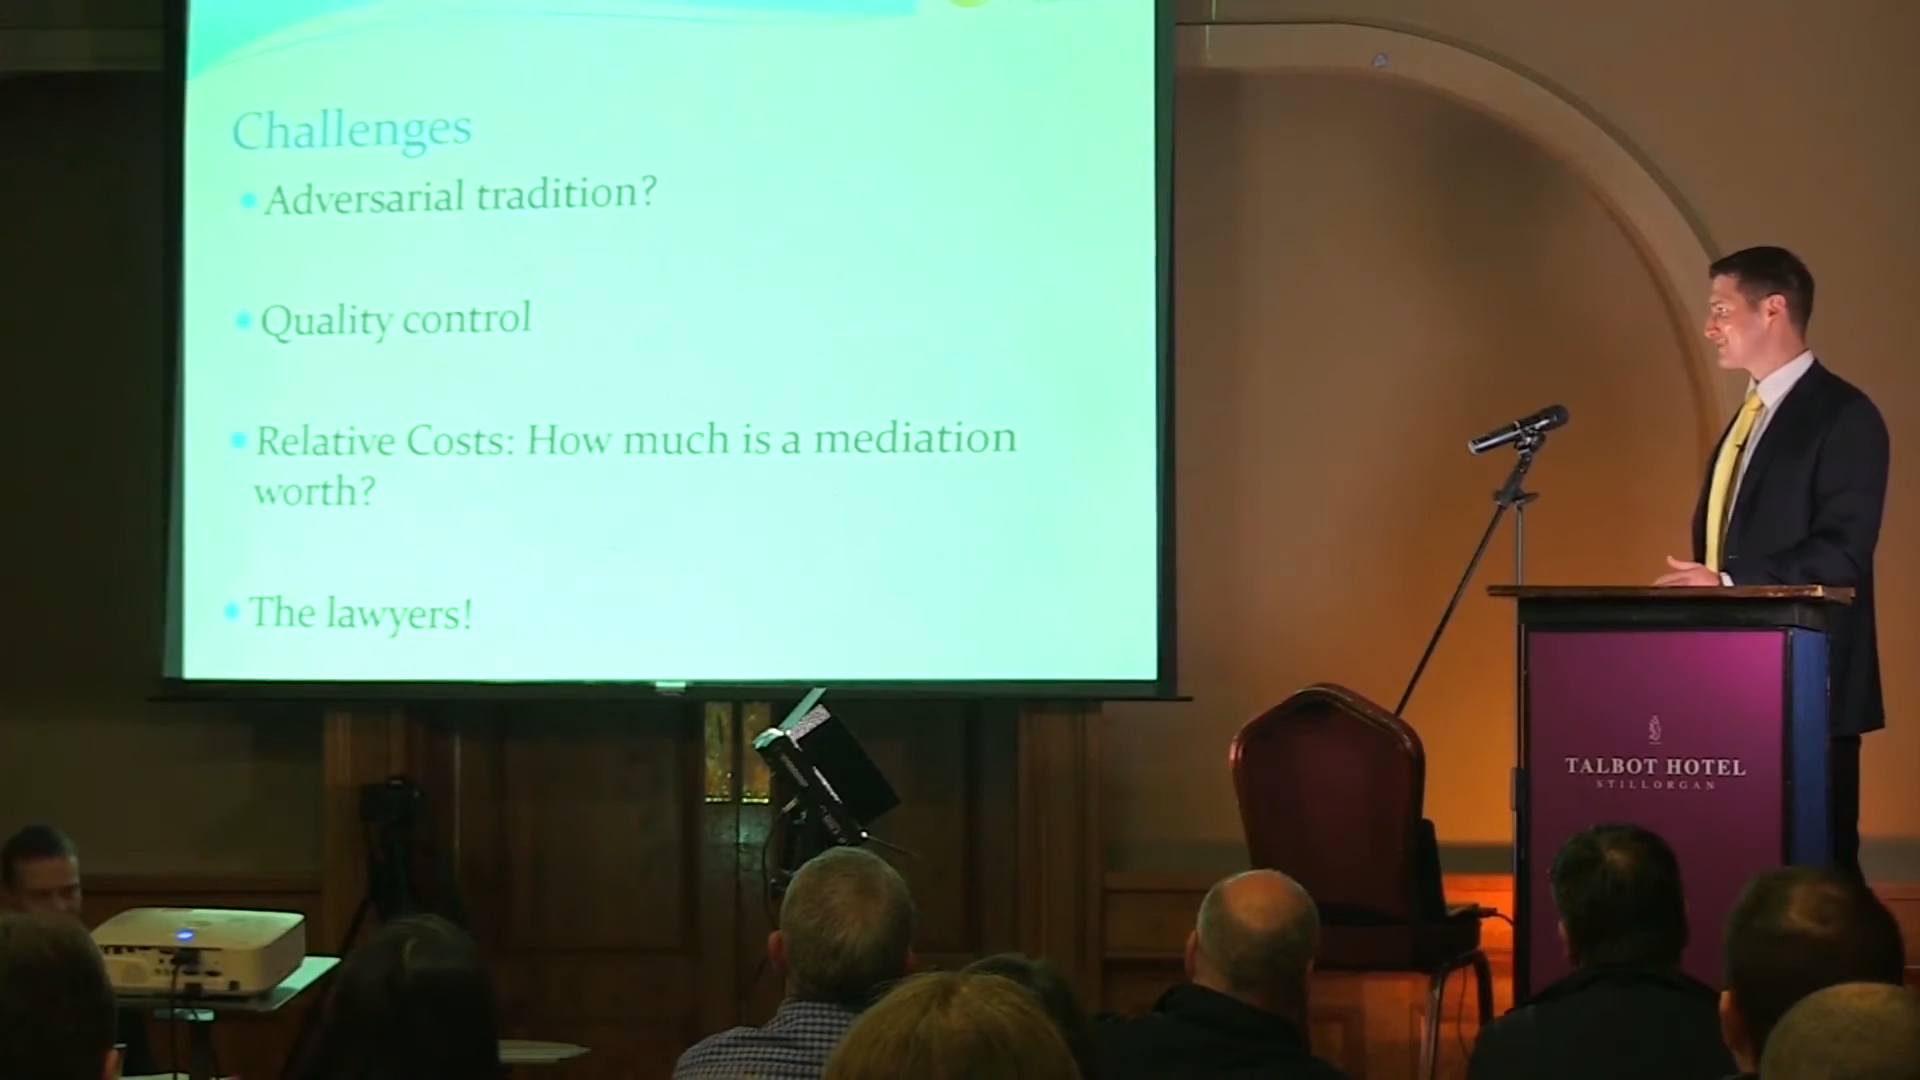 Challenges
Adversarial tradition?
Quality control
Relative Costs: How much is a mediation
worth?
The lawyers!
TALBOT HOTEL
STILLORGAN